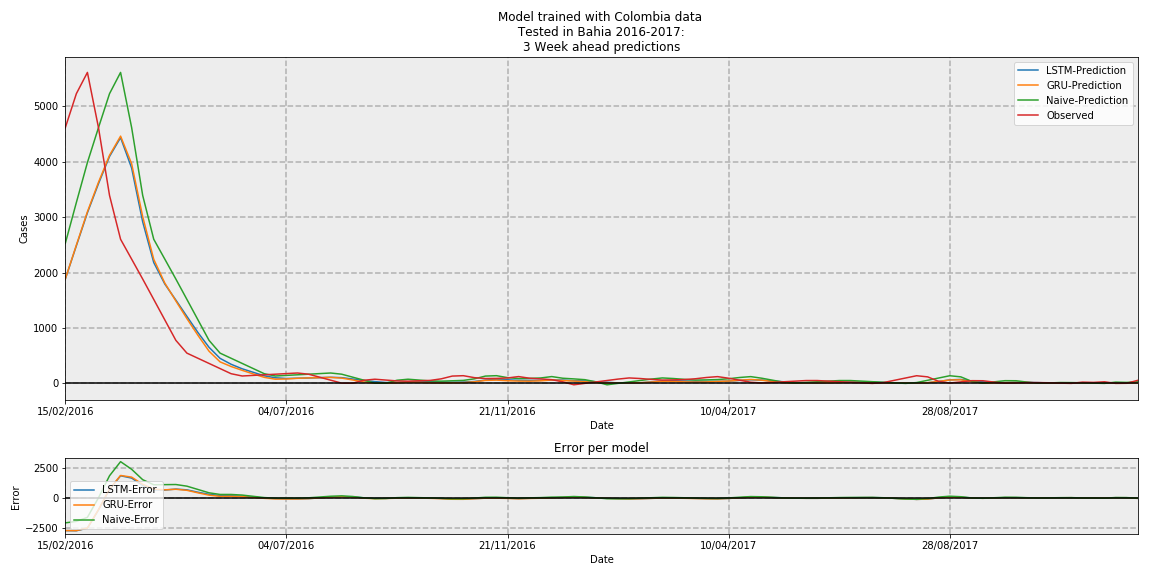 Model trained with Colombia data
Tested in Bahia 2016-2017:
3 Week ahead predictions
LSTM-Prediction
GRU-Prediction
Naive-Prediction
Observed
5000
4000
3000
2000
1000
0
Cases
15/02/2016 04/07/2016 21/11/2016 10/04/2017 28/08/2017
Date
Error per model
2500
0
−2500
Error
LSTM-Error
GRU-Error
Naive-Error
15/02/2016 04/07/2016 21/11/2016 10/04/2017 28/08/2017
Date